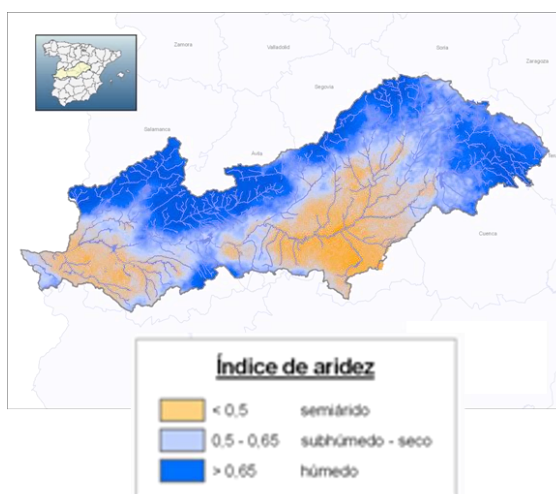 Zamora
Valladolid
Soria
Zaragoza
Segovia
Salamanca
Ávila
Cuenca
Índice de aridez
< 0,5 semiárido
0,5 - 0,65 subhúmedo - seco
> 0,65 húmedo